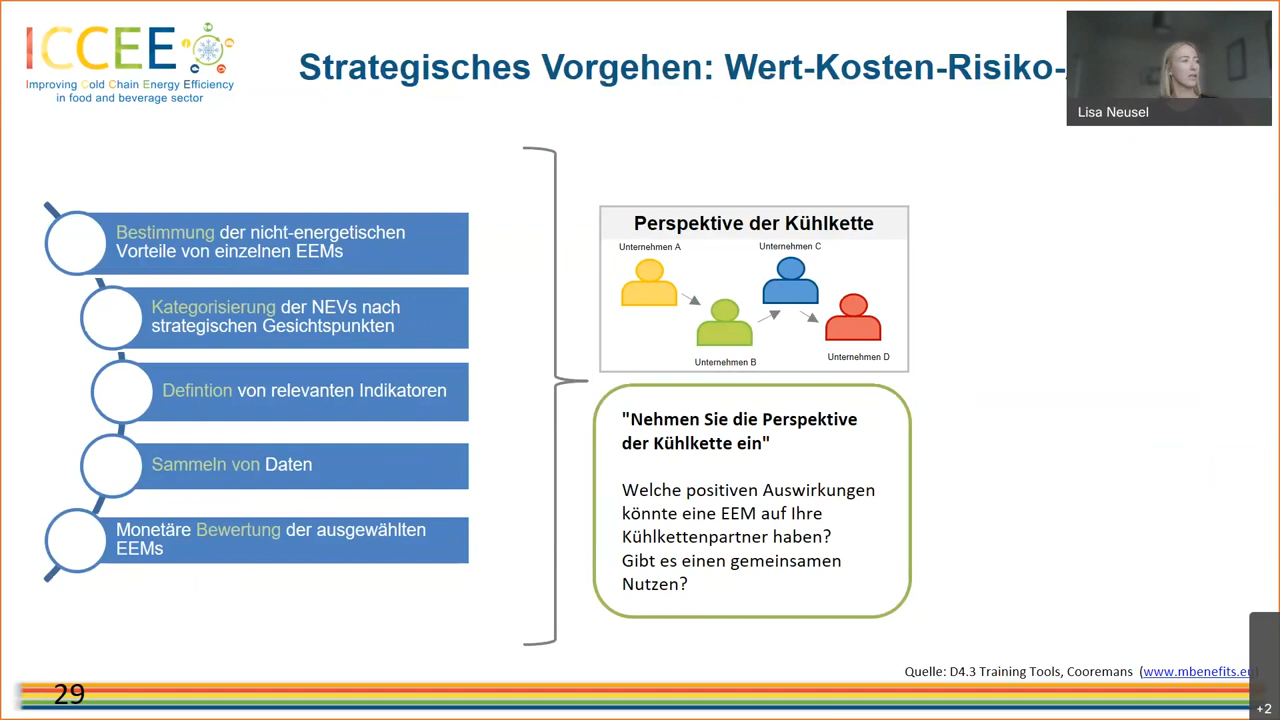 ICCEE
Improving Cold Chain Energy Efficiency
in food and beverage sector
Strategisches Vorgehen: Wert-Kosten-Risiko-
Lisa Neusel
Bestimmung der nicht-energetischen
Vorteile von einzelnen EEMs
Kategorisierung der NEVs nach
strategischen Gesichtspunkten
Defintion von relevanten Indikatoren
Sammeln von Daten
Monetäre Bewertung der ausgewählten
EEMs
Perspektive der Kühlkette
Unternehmen A
Unternehmen C
Unternehmen B
Unternehmen D
"Nehmen Sie die Perspektive
der Kühlkette ein"
Welche positiven Auswirkungen
könnte eine EEM auf Ihre
Kühlkettenpartner haben?
Gibt es einen gemeinsamen
Nutzen?
Quelle: D4.3 Training Tools, Cooremans (www.mbenefits.eu)
29
+2